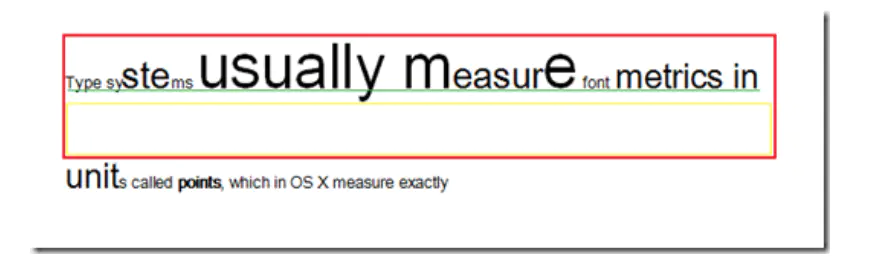 Type systems usually measure font metrics in
units called points, which in OS X measure exactly